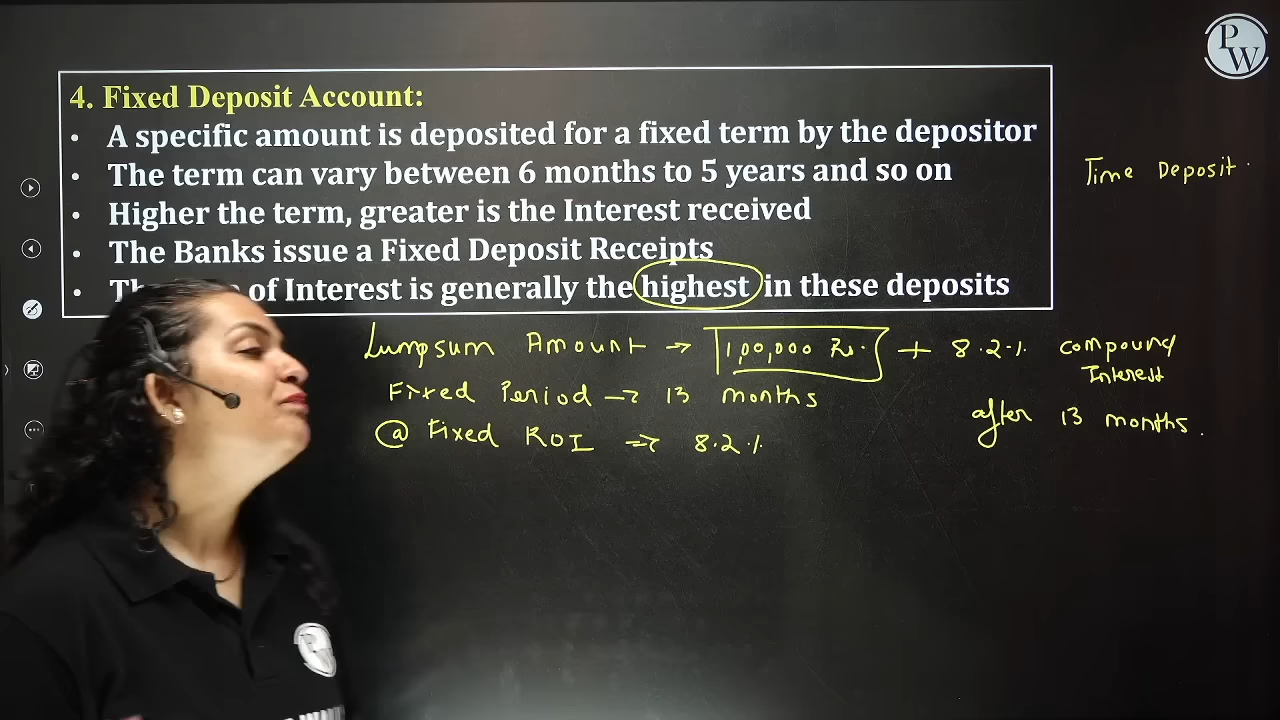 PW
4. Fixed Deposit Account:
• A specific amount is deposited for a fixed term by the depositor
• The term can vary between 6 months to 5 years and so on
• Higher the term, greater is the Interest received
• The Banks issue a Fixed Deposit Receipts
• of Interest is generally the highest in these deposits
Time Deposit.
Lumpsum Amount → 1,00,000 Rs. + 8.2% compound Interest
Fixed Period → 13 months
after 13 months.
@ Fixed ROI ⇒ 8.2%